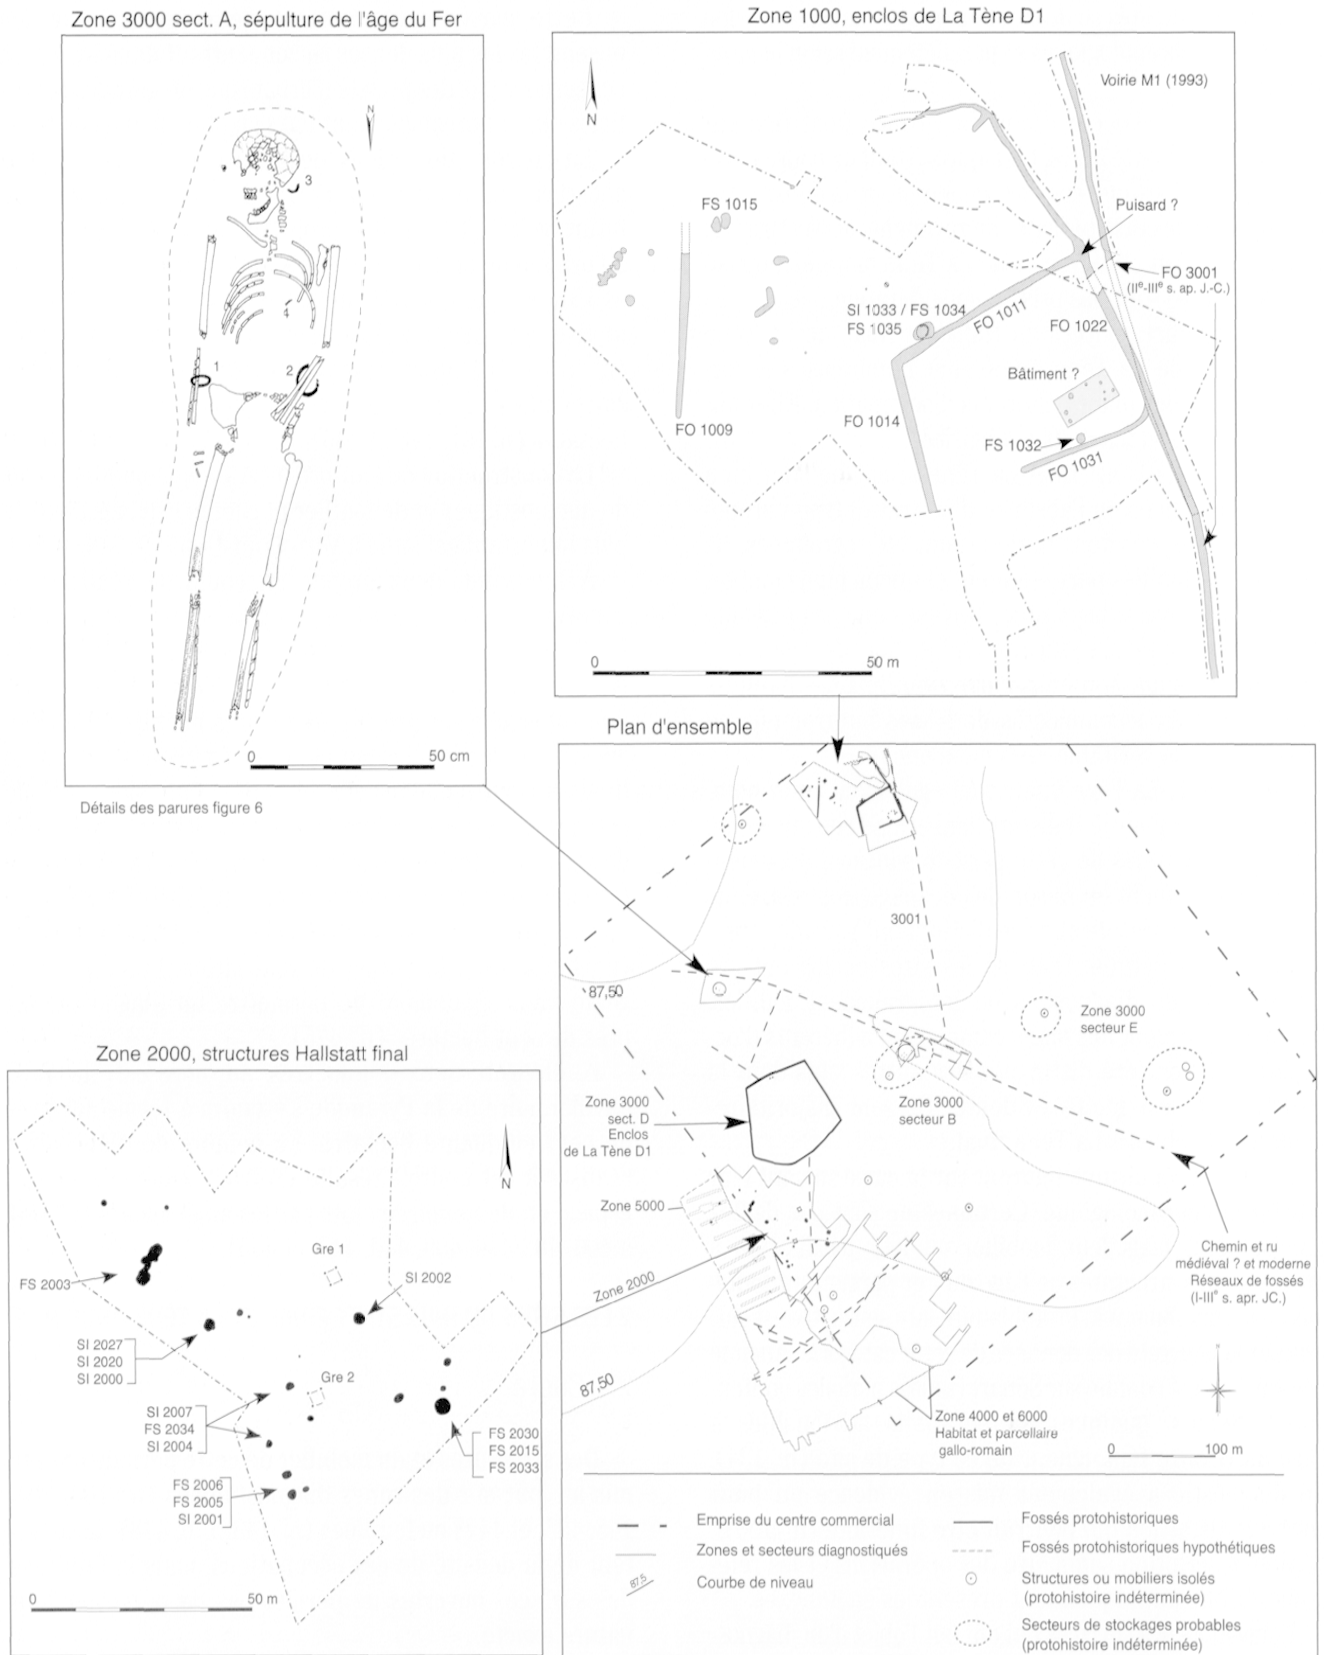 Zone 3000 sect. A, sépulture de l'âge du Fer
N
3
4
1
2
0 50 cm
Détails des parures figure 6
Zone 1000, enclos de La Tène D1
N
Voirie M1 (1993)
FS 1015
Puisard ?
FO 3001
(IIe-IIIe s. ap. J.-C.)
SI 1033 / FS 1034
FS 1035
FO 1011
FO 1022
Bâtiment ?
FO 1009
FO 1014
FS 1032
FO 1031
0 50 m
Plan d'ensemble
3001
87,50
Zone 3000
secteur E
Zone 3000
sect. D
Enclos
de La Tène D1
Zone 3000
secteur B
Zone 5000
Zone 2000
87,50
Chemin et ru
médiéval ? et moderne
Réseaux de fossés
(I-IIIe s. apr. JC.)
Zone 4000 et 6000
Habitat et parcellaire
gallo-romain
0 100 m
Emprise du centre commercial
Zones et secteurs diagnostiqués
87.5
Courbe de niveau
Fossés protohistoriques
Fossés protohistoriques hypothétiques
Structures ou mobiliers isolés
(protohistoire indéterminée)
Secteurs de stockages probables
(protohistoire indéterminée)
Zone 2000, structures Hallstatt final
N
Gre 1
FS 2003
SI 2002
SI 2027
SI 2020
SI 2000
Gre 2
SI 2007
FS 2034
SI 2004
FS 2030
FS 2015
FS 2033
FS 2006
FS 2005
SI 2001
0 50 m